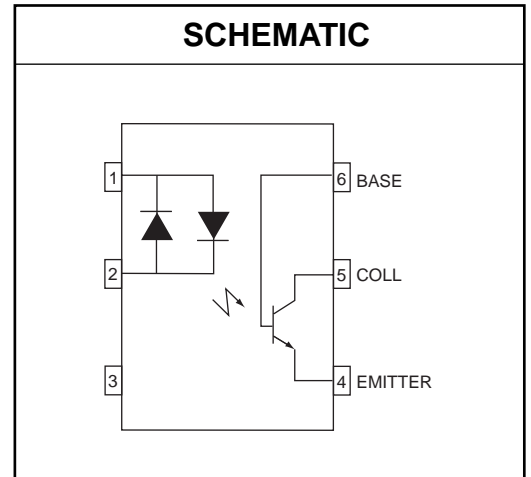 SCHEMATIC
1
6 BASE
2
5 COLL
3
4 EMITTER